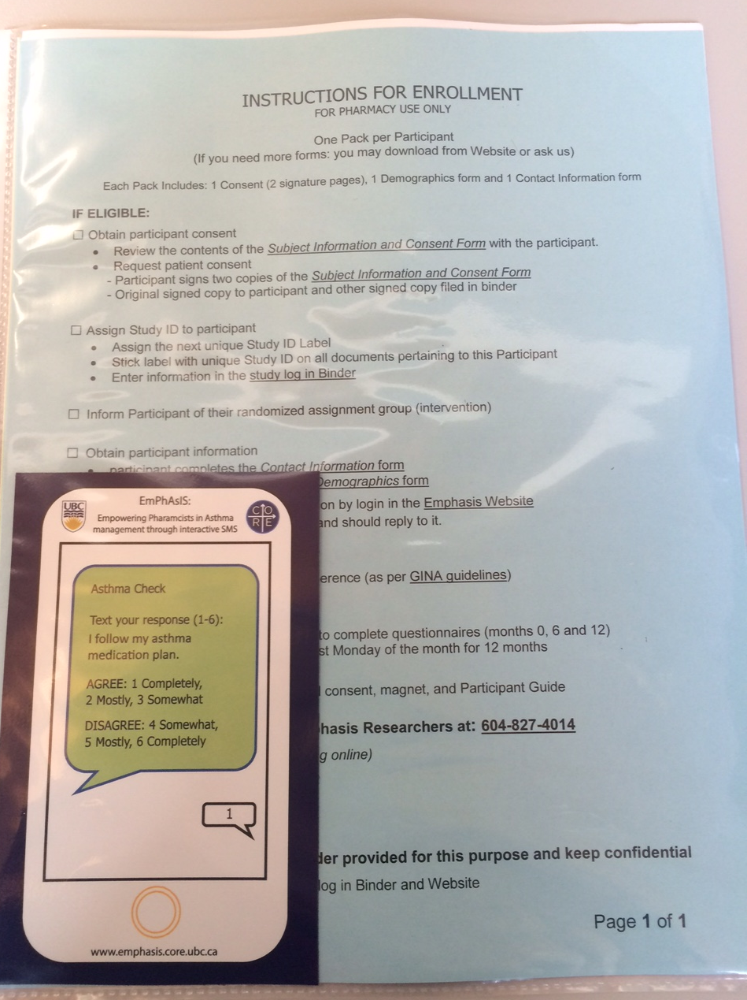 INSTRUCTIONS FOR ENROLLMENT
FOR PHARMACY USE ONLY
One Pack per Participant
(If you need more forms: you may download from Website or ask us)
Each Pack Includes: 1 Consent (2 signature pages), 1 Demographics form and 1 Contact Information form
IF ELIGIBLE:
☐ Obtain participant consent
• Review the contents of the Subject Information and Consent Form with the participant.
• Request patient consent
- Participant signs two copies of the Subject Information and Consent Form
- Original signed copy to participant and other signed copy filed in binder
☐ Assign Study ID to participant
• Assign the next unique Study ID Label
• Stick label with unique Study ID on all documents pertaining to this Participant
• Enter information in the study log in Binder
☐ Inform Participant of their randomized assignment group (intervention)
☐ Obtain participant information
• participant completes the Contact Information form
Demographics form
on by login in the Emphasis Website
and should reply to it.
erence (as per GINA guidelines)
to complete questionnaires (months 0, 6 and 12)
st Monday of the month for 12 months
consent, magnet, and Participant Guide
hasis Researchers at: 604-827-4014
g online)
der provided for this purpose and keep confidential
log in Binder and Website
Page 1 of 1
UBC
EmPhAsIS:
Empowering Pharamcists in Asthma
management through interactive SMS
CORE
Asthma Check
Text your response (1-6):
I follow my asthma
medication plan.
AGREE: 1 Completely,
2 Mostly, 3 Somewhat
DISAGREE: 4 Somewhat,
5 Mostly, 6 Completely
1
www.emphasis.core.ubc.ca